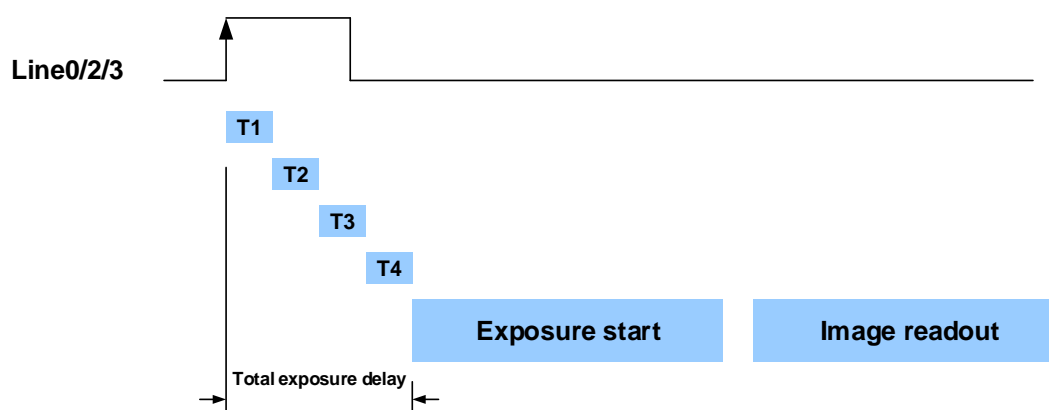 Line0/2/3
T1
T2
T3
T4
Exposure start
Image readout
Total exposure delay